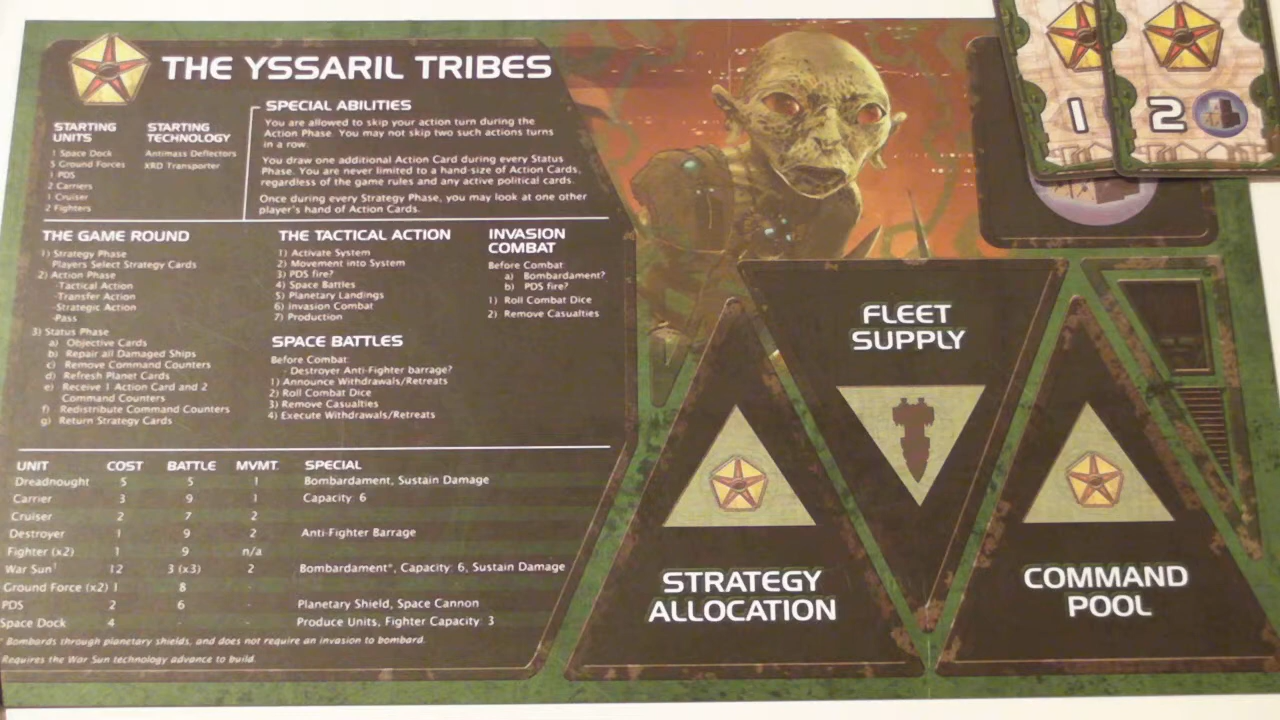 THE YSSARIL TRIBES
STARTING
UNITS
1 Space Dock
5 Ground Forces
1 PDS
2 Carriers
1 Cruiser
2 Fighters
STARTING
TECHNOLOGY
Antimass Deflectors
XRD Transporter
SPECIAL ABILITIES
You are allowed to skip your action turn during the
Action Phase. You may not skip two such actions turns
in a row.
You draw one additional Action Card during every Status
Phase. You are never limited to a hand-size of Action Cards,
regardless of the game rules and any active political cards.
Once during every Strategy Phase, you may look at one other
player's hand of Action Cards.
THE GAME ROUND
1) Strategy Phase
Players Select Strategy Cards
2) Action Phase
-Tactical Action
-Transfer Action
-Strategic Action
-Pass
3) Status Phase
a) Objective Cards
b) Repair all Damaged Ships
c) Remove Command Counters
d) Refresh Planet Cards
e) Receive 1 Action Card and 2
Command Counters
f) Redistribute Command Counters
g) Return Strategy Cards
THE TACTICAL ACTION
1) Activate System
2) Movement into System
3) PDS fire?
4) Space Battles
5) Planetary Landings
6) Invasion Combat
7) Production
SPACE BATTLES
Before Combat:
- Destroyer Anti-Fighter barrage?
1) Announce Withdrawals/Retreats
2) Roll Combat Dice
3) Remove Casualties
4) Execute Withdrawals/Retreats
INVASION
COMBAT
Before Combat
a) Bombardment?
b) PDS fire?
1) Roll Combat Dice
2) Remove Casualties
UNIT COST BATTLE MVMT. SPECIAL
Dreadnought 5 5 1 Bombardment, Sustain Damage
Carrier 3 9 1 Capacity: 6
Cruiser 2 7 2
Destroyer 1 9 2 Anti-Fighter Barrage
Fighter (x2) 1 9 n/a
War Sun† 12 3 (x3) 2 Bombardment*, Capacity: 6, Sustain Damage
Ground Force (x2) 1 8 -
PDS 2 6 - Planetary Shield, Space Cannon
Space Dock 4 - - Produce Units, Fighter Capacity: 3
* Bombards through planetary shields, and does not require an invasion to bombard.
Requires the War Sun technology advance to build.
1
2
FLEET
SUPPLY
STRATEGY
ALLOCATION
COMMAND
POOL